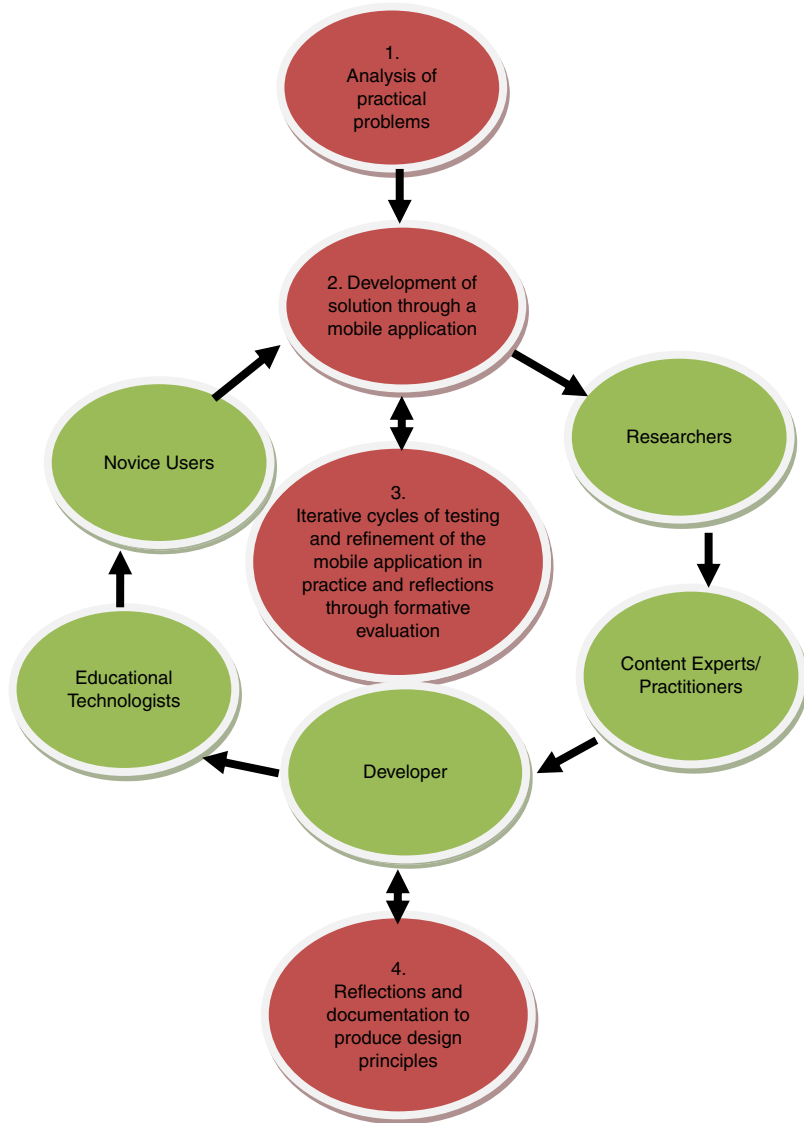 1.
Analysis of
practical
problems
2. Development of
solution through a
mobile application
Researchers
Novice Users
3.
Iterative cycles of testing
and refinement of the
mobile application in
practice and reflections
through formative
evaluation
Content Experts/
Practitioners
Educational
Technologists
Developer
4.
Reflections and
documentation to
produce design
principles